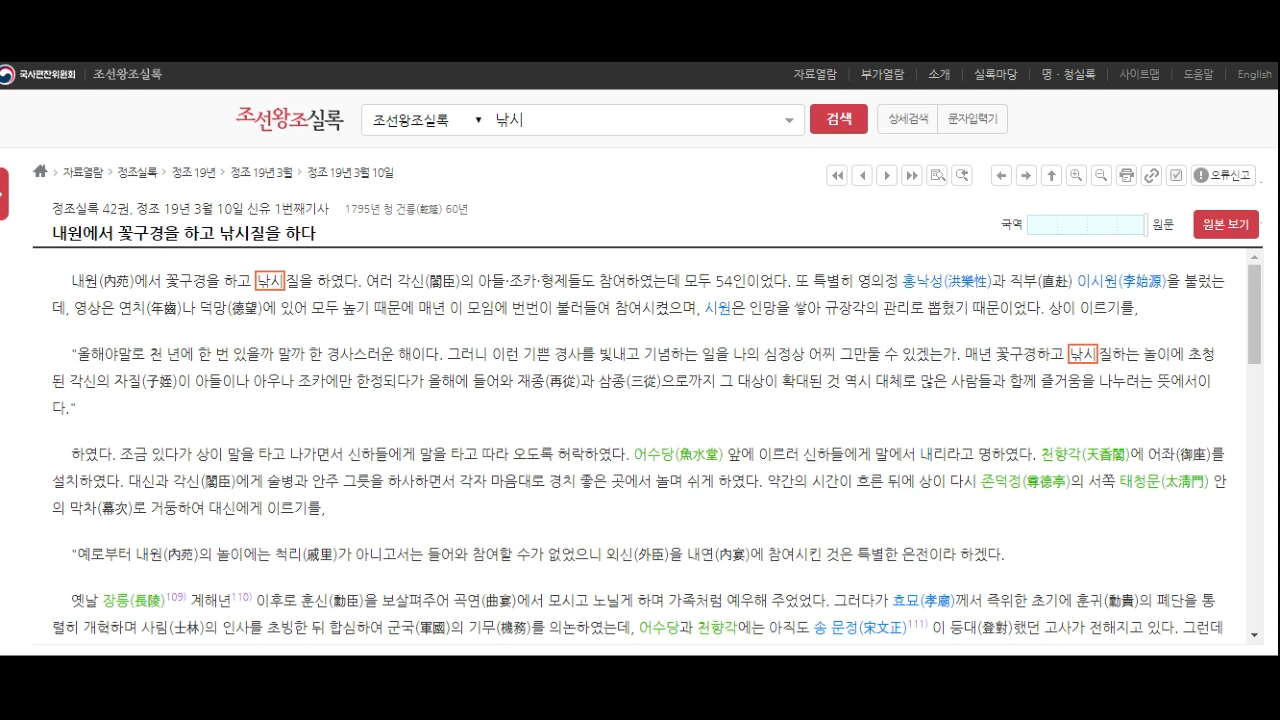 국사편찬위원회 | 조선왕조실록 자료열람 | 부가열람 | 소개 | 실록마당 | 명·청실록 | 사이트맵 | 도움말 | English
조선왕조실록 조선왕조실록 ▼ 낚시 검색 상세검색 문자입력기
자료열람 > 정조실록 > 정조 19년 > 정조 19년 3월 > 정조 19년 3월 10일 오류신고
정조실록 42권, 정조 19년 3월 10일 신유 1번째기사 1795년 청 건륭(乾隆) 60년
내원에서 꽃구경을 하고 낚시질을 하다 국역 원문 원본 보기
내원(內苑)에서 꽃구경을 하고 낚시질을 하였다. 여러 각신(閣臣)의 아들·조카·형제들도 참여하였는데 모두 54인이었다. 또 특별히 영의정 홍낙성(洪樂性)과 직부(直赴) 이시원(李始源)을 불렀는
데, 영상은 연치(年齒)나 덕망(德望)에 있어 모두 높기 때문에 매년 이 모임에 번번이 불러들여 참여시켰으며, 시원은 인망을 쌓아 규장각의 관리로 뽑혔기 때문이었다. 상이 이르기를,
"올해야말로 천 년에 한 번 있을까 말까 한 경사스러운 해이다. 그러니 이런 기쁜 경사를 빛내고 기념하는 일을 나의 심정상 어찌 그만둘 수 있겠는가. 매년 꽃구경하고 낚시질하는 놀이에 초청
된 각신의 자질(子姪)이 아들이나 아우나 조카에만 한정되다가 올해에 들어와 재종(再從)과 삼종(三從)으로까지 그 대상이 확대된 것 역시 대체로 많은 사람들과 함께 즐거움을 나누려는 뜻에서이
다."
하였다. 조금 있다가 상이 말을 타고 나가면서 신하들에게 말을 타고 따라 오도록 허락하였다. 어수당(魚水堂) 앞에 이르러 신하들에게 말에서 내리라고 명하였다. 천향각(天香閣)에 어좌(御座)를
설치하였다. 대신과 각신(閣臣)에게 술병과 안주 그릇을 하사하면서 각자 마음대로 경치 좋은 곳에서 놀며 쉬게 하였다. 약간의 시간이 흐른 뒤에 상이 다시 존덕정(尊德亭)의 서쪽 태청문(太淸門) 안
의 막차(幕次)로 거둥하여 대신에게 이르기를,
"예로부터 내원(內苑)의 놀이에는 척리(戚里)가 아니고서는 들어와 참여할 수가 없었으니 외신(外臣)을 내연(內宴)에 참여시킨 것은 특별한 은전이라 하겠다.
옛날 장릉(長陵)109) 계해년110) 이후로 훈신(勳臣)을 보살펴주어 곡연(曲宴)에서 모시고 노닐게 하며 가족처럼 예우해 주었었다. 그러다가 효묘(孝廟)께서 즉위한 초기에 훈귀(勳貴)의 폐단을 통
렬히 개혁하며 사림(士林)의 인사를 초빙한 뒤 합심하여 군국(軍國)의 기무(機務)를 의논하였는데, 어수당과 천향각에는 아직도 송 문정(宋文正)111) 이 등대(登對)했던 고사가 전해지고 있다. 그런데